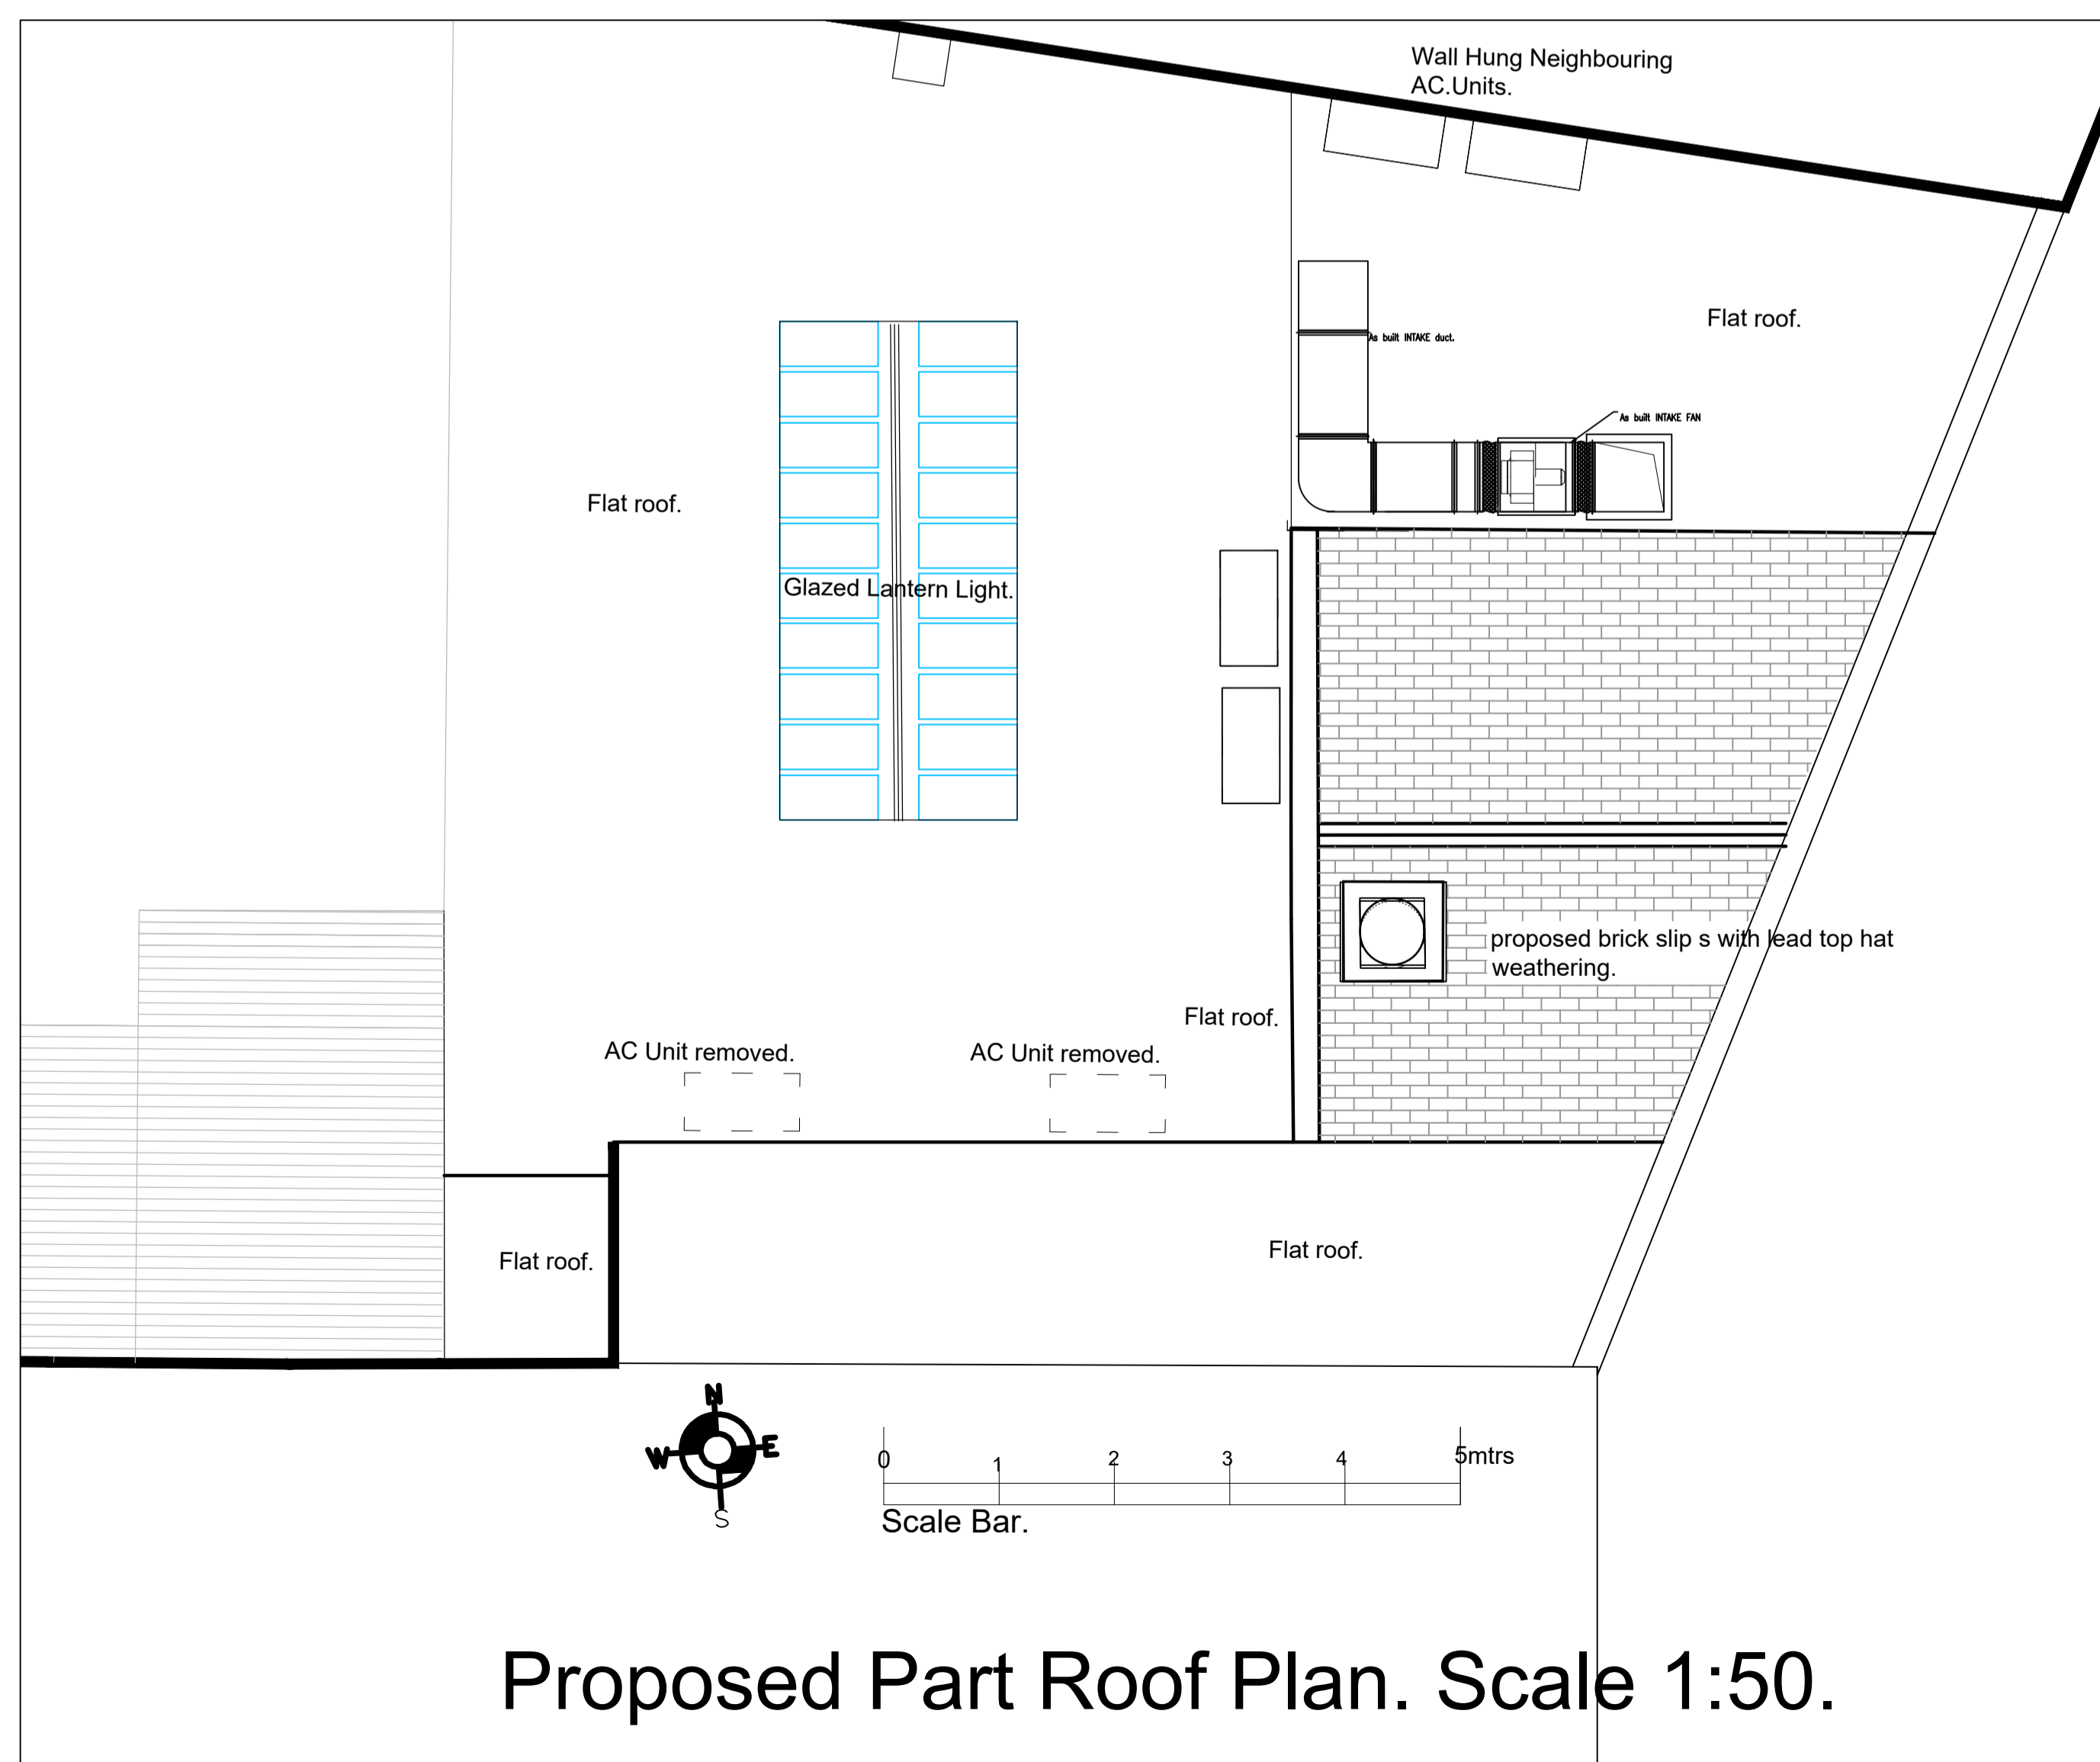 Wall Hung Neighbouring
AC.Units.
Flat roof.
As built INTAKE duct.
As built INTAKE FAN
Flat roof.
Glazed Lantern Light.
proposed brick slip s with lead top hat
weathering.
Flat roof.
AC Unit removed.
AC Unit removed.
Flat roof.
Flat roof.
N
W
E
S
0 1 2 3 4 5mtrs
Scale Bar.
Proposed Part Roof Plan. Scale 1:50.